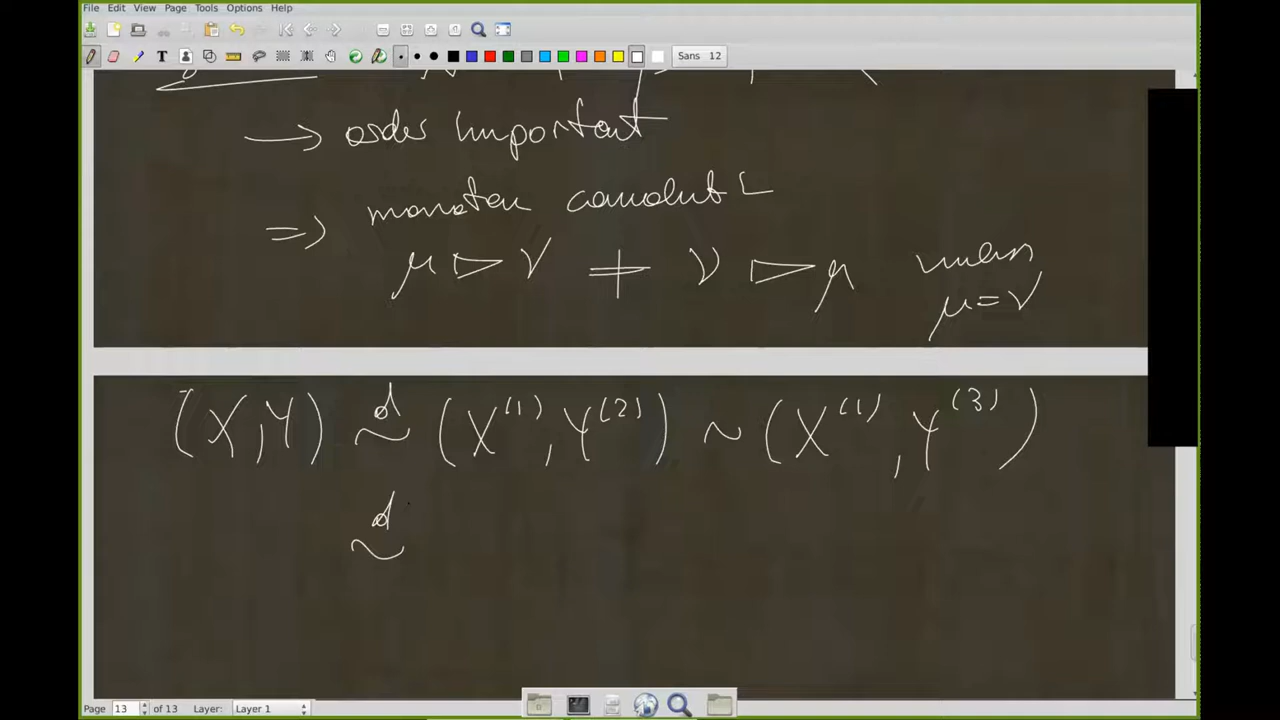 File Edit View Page Tools Options Help
Sans 12
→ order important
⇒ monoton convolut
μ ▷ ν ≠ ν ▷ μ unless
μ = ν
(X, Y) ~ᵈ (X⁽¹⁾, Y⁽²⁾) ~ (X⁽¹⁾, Y⁽³⁾)
~ᵈ
Page 13 of 13 Layer: Layer 1